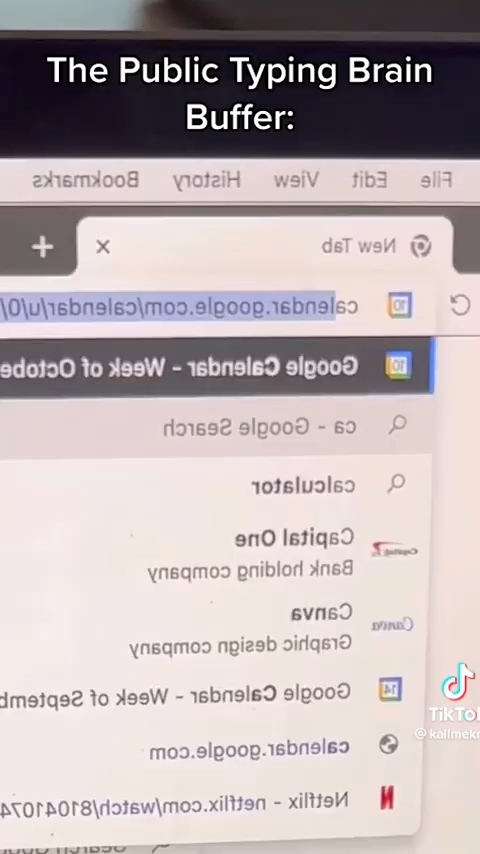 The Public Typing Brain
Buffer:
File Edit View History Bookmarks
New Tab
calendar.google.com/calendar/u/0/
Google Calendar - Week of Octobe
ca - Google Search
calculator
Capital One
Bank holding company
Canva
Graphic design company
Google Calendar - Week of Septemb
calendar.google.com
Netflix - netflix.com/watch/8104107
TikTok
@kallmekr